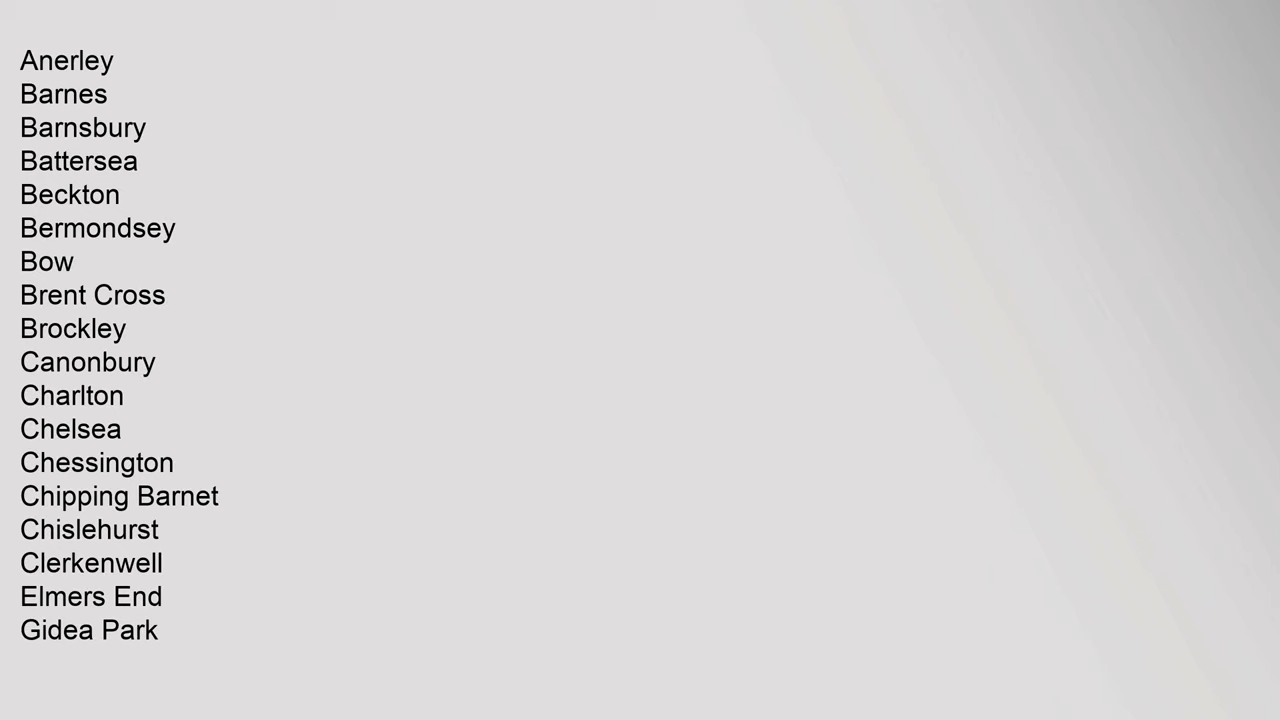 Anerley
Barnes
Barnsbury
Battersea
Beckton
Bermondsey
Bow
Brent Cross
Brockley
Canonbury
Charlton
Chelsea
Chessington
Chipping Barnet
Chislehurst
Clerkenwell
Elmers End
Gidea Park